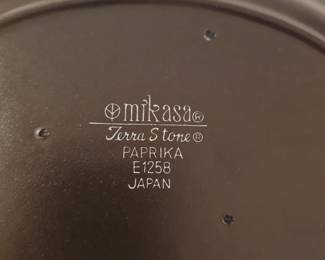 mikasa®
Terra Stone®
PAPRIKA
E1258
JAPAN